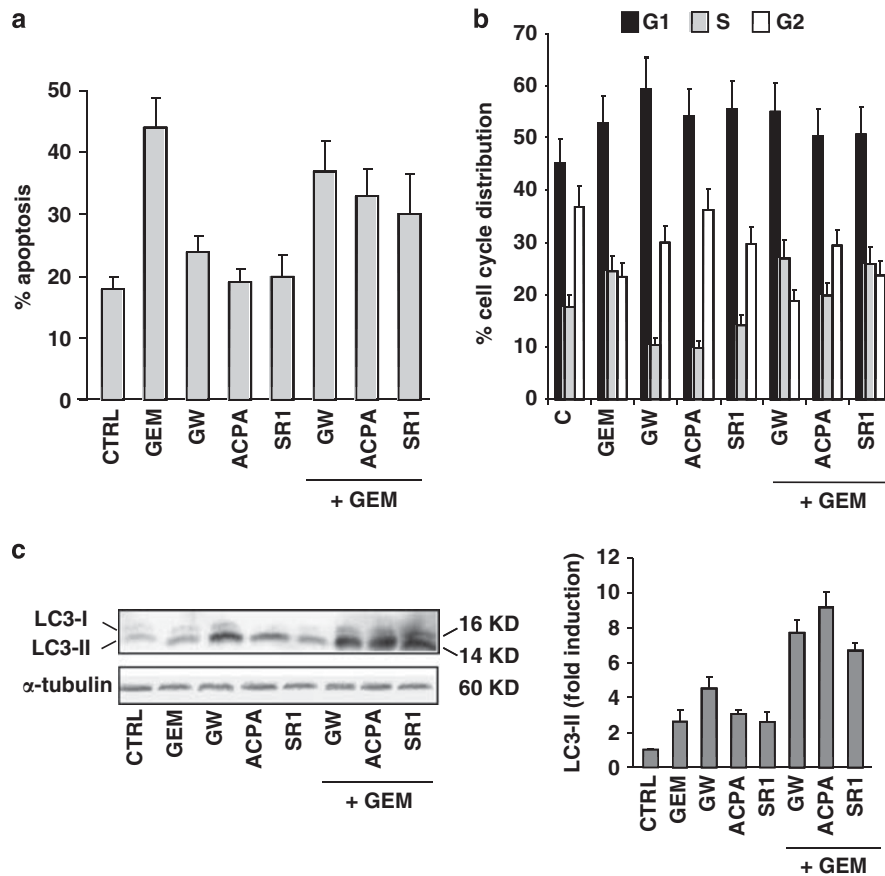 a
% apoptosis
50
40
30
20
10
0
CTRL
GEM
GW
ACPA
SR1
GW
ACPA
SR1
+ GEM
b
G1 S G2
% cell cycle distribution
70
60
50
40
30
20
10
0
C
GEM
GW
ACPA
SR1
GW
ACPA
SR1
+ GEM
c
LC3-I
LC3-II
16 KD
14 KD
α-tubulin
60 KD
CTRL
GEM
GW
ACPA
SR1
GW
ACPA
SR1
+ GEM
LC3-II (fold induction)
12
10
8
6
4
2
0
CTRL
GEM
GW
ACPA
SR1
GW
ACPA
SR1
+ GEM